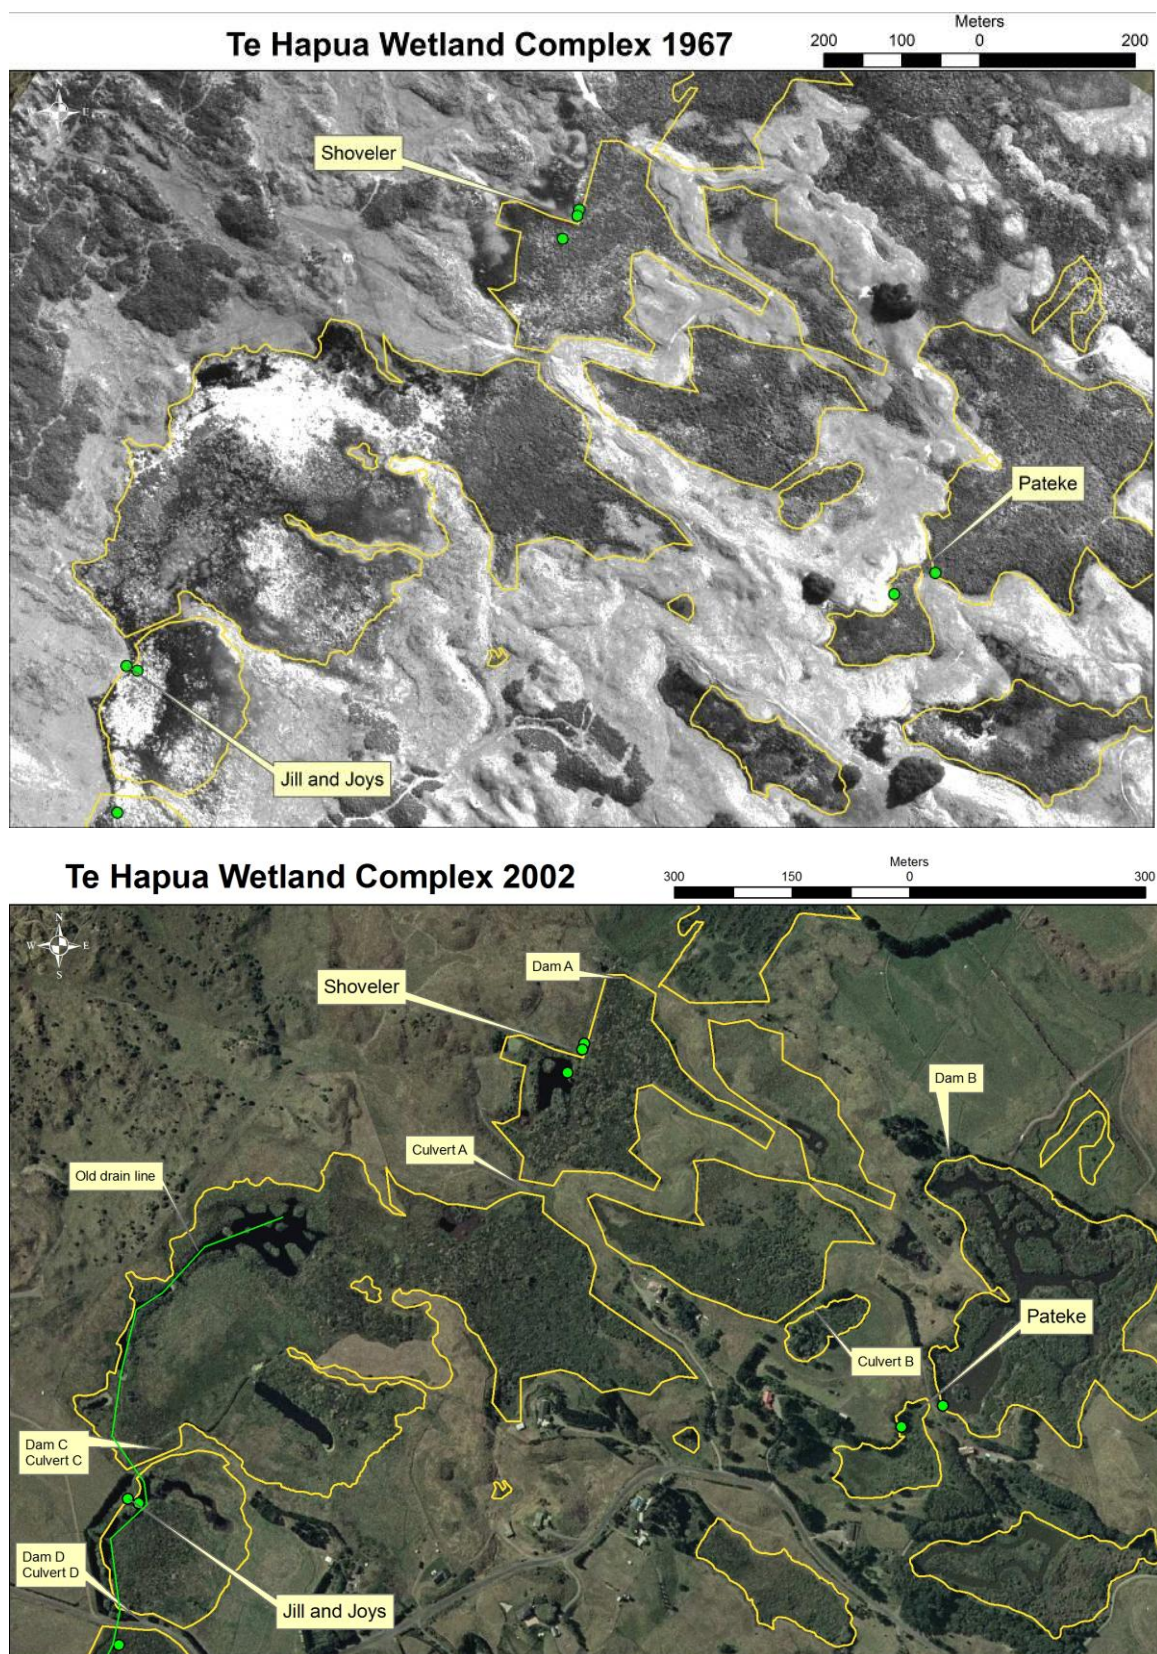 Te Hapua Wetland Complex 1967
Meters
200 100 0 200
N
E
Shoveler
Pateke
Jill and Joys
Te Hapua Wetland Complex 2002
Meters
300 150 0 300
N
W E
S
Dam A
Shoveler
Dam B
Culvert A
Old drain line
Pateke
Culvert B
Dam C
Culvert C
Dam D
Culvert D
Jill and Joys